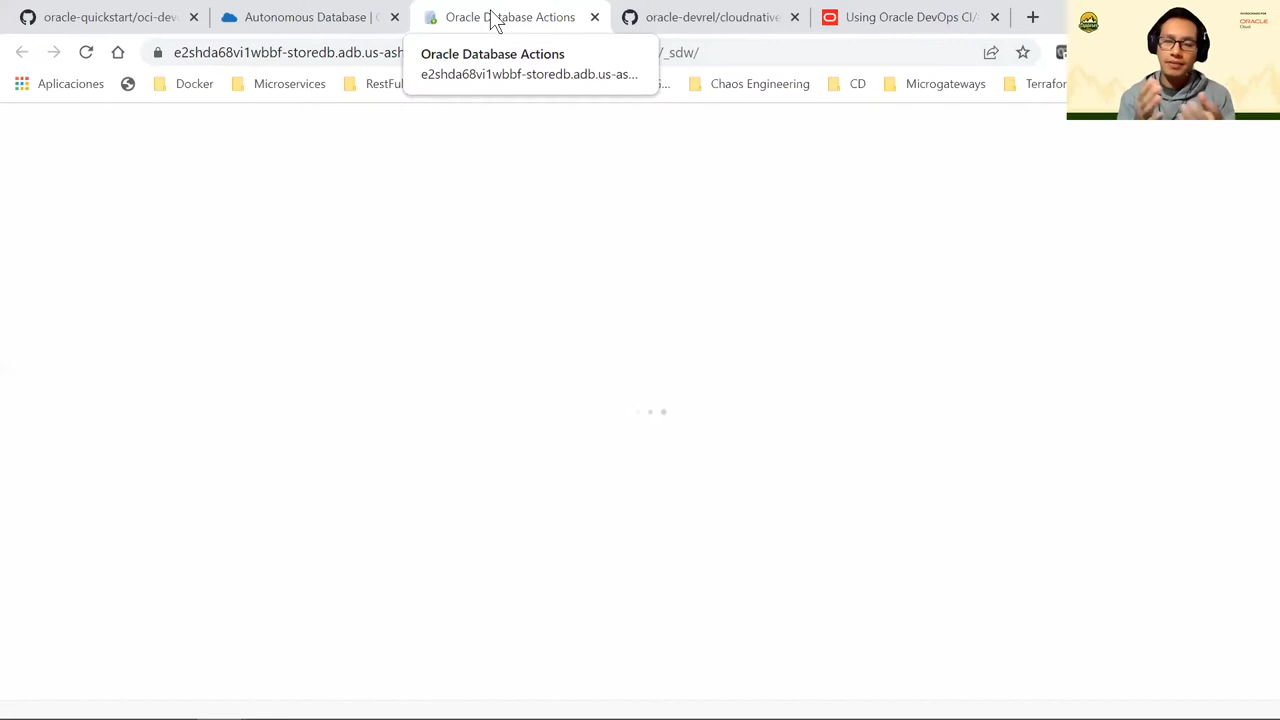 oracle-quickstart/oci-dev
Autonomous Database | C
Oracle Database Actions
oracle-devrel/cloudnative
Using Oracle DevOps CI
e2shda68vi1wbbf-storedb.adb.us-ash
_sdw/
Oracle Database Actions
e2shda68vi1wbbf-storedb.adb.us-as...
Aplicaciones
Docker
Microservices
RestFul
Chaos Engineering
CD
Microgateways
Terrafor
ORACLE
Cloud